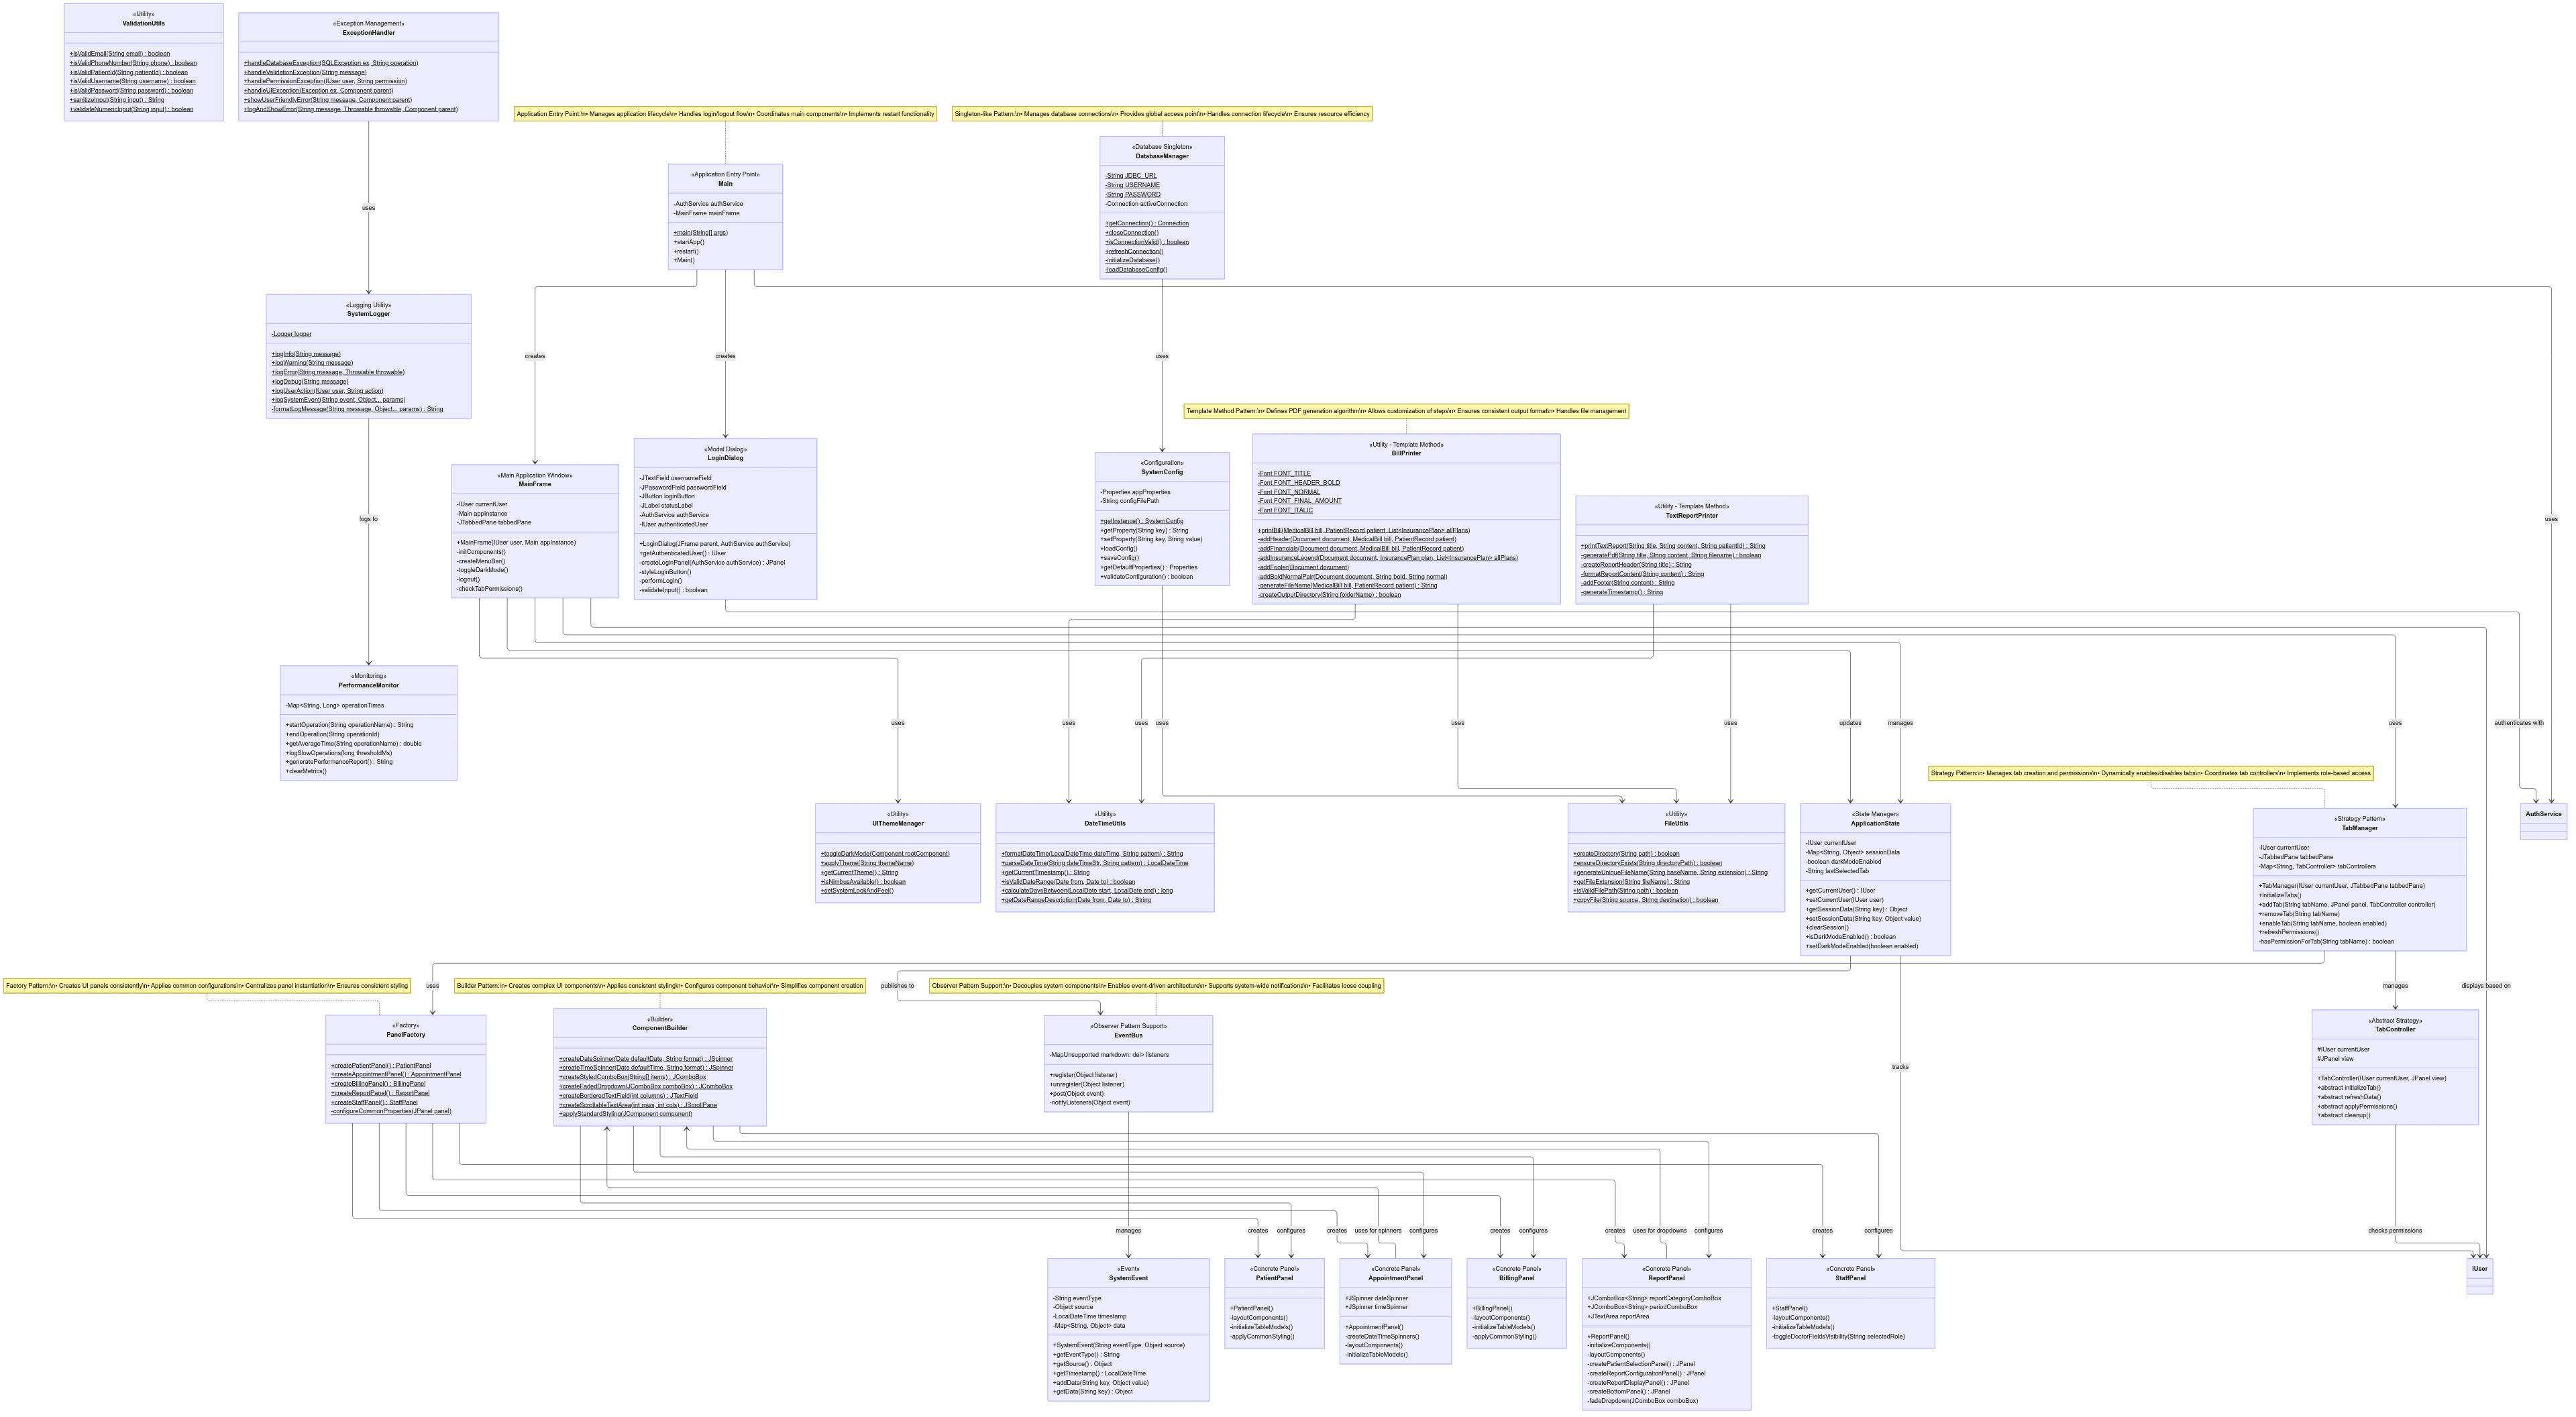 «Utility»
ValidationUtils
+isValidEmail(String email) : boolean
+isValidPhoneNumber(String phone) : boolean
+isValidPatientId(String patientId) : boolean
+isValidUsername(String username) : boolean
+isValidPassword(String password) : boolean
+sanitizeInput(String input) : String
+validateNumericInput(String input) : boolean
«Exception Management»
ExceptionHandler
+handleDatabaseException(SQLException ex, String operation)
+handleValidationException(String message)
+handlePermissionException(IUser user, String permission)
+handleUIException(Exception ex, Component parent)
+showUserFriendlyError(String message, Component parent)
+logAndShowError(String message, Throwable throwable, Component parent)
Application Entry Point:\n• Manages application lifecycle\n• Handles login/logout flow\n• Coordinates main components\n• Implements restart functionality
Singleton-like Pattern:\n• Manages database connections\n• Provides global access point\n• Handles connection lifecycle\n• Ensures resource efficiency
«Application Entry Point»
Main
-AuthService authService
-MainFrame mainFrame
+main(String[] args)
+startApp()
+restart()
+Main()
«Database Singleton»
DatabaseManager
-String JDBC_URL
-String USERNAME
-String PASSWORD
-Connection activeConnection
+getConnection() : Connection
+closeConnection()
+isConnectionValid() : boolean
+refreshConnection()
-initializeDatabase()
-loadDatabaseConfig()
uses
«Logging Utility»
SystemLogger
-Logger logger
+logInfo(String message)
+logWarning(String message)
+logError(String message, Throwable throwable)
+logDebug(String message)
+logUserAction(IUser user, String action)
+logSystemEvent(String event, Object... params)
-formatLogMessage(String message, Object... params) : String
creates
creates
uses
uses
Template Method Pattern:\n• Defines PDF generation algorithm\n• Allows customization of steps\n• Ensures consistent output format\n• Handles file management
«Main Application Window»
MainFrame
-IUser currentUser
-Main appInstance
-JTabbedPane tabbedPane
+MainFrame(IUser user, Main appInstance)
-initComponents()
-createMenuBar()
-toggleDarkMode()
-logout()
-checkTabPermissions()
«Modal Dialog»
LoginDialog
-JTextField usernameField
-JPasswordField passwordField
-JButton loginButton
-JLabel statusLabel
-AuthService authService
-IUser authenticatedUser
+LoginDialog(JFrame parent, AuthService authService)
+getAuthenticatedUser() : IUser
-createLoginPanel(AuthService authService) : JPanel
-styleLoginButton()
-performLogin()
-validateInput() : boolean
«Configuration»
SystemConfig
-Properties appProperties
-String configFilePath
+getInstance() : SystemConfig
+getProperty(String key) : String
+setProperty(String key, String value)
+loadConfig()
+saveConfig()
+getDefaultProperties() : Properties
+validateConfiguration() : boolean
«Utility - Template Method»
BillPrinter
-Font FONT_TITLE
-Font FONT_HEADER_BOLD
-Font FONT_NORMAL
-Font FONT_FINAL_AMOUNT
-Font FONT_ITALIC
+printBill(MedicalBill bill, PatientRecord patient, List<InsurancePlan> allPlans)
-addHeader(Document document, MedicalBill bill, PatientRecord patient)
-addFinancials(Document document, MedicalBill bill, PatientRecord patient)
-addInsuranceLegend(Document document, InsurancePlan plan, List<InsurancePlan> allPlans)
-addFooter(Document document)
-addBoldNormalPair(Document document, String bold, String normal)
-generateFileName(MedicalBill bill, PatientRecord patient) : String
-createOutputDirectory(String folderName) : boolean
«Utility - Template Method»
TextReportPrinter
+printTextReport(String title, String content, String patientId) : String
-generatePdf(String title, String content, String filename) : boolean
-createReportHeader(String title) : String
-formatReportContent(String content) : String
-addFooter(String content) : String
-generateTimestamp() : String
logs to
«Monitoring»
PerformanceMonitor
-Map<String, Long> operationTimes
+startOperation(String operationName) : String
+endOperation(String operationId)
+getAverageTime(String operationName) : double
+logSlowOperations(long thresholdMs)
+generatePerformanceReport() : String
+clearMetrics()
uses
uses
uses
uses
uses
uses
updates
manages
uses
authenticates with
Strategy Pattern:\n• Manages tab creation and permissions\n• Dynamically enables/disables tabs\n• Coordinates tab controllers\n• Implements role-based access
«Utility»
UIThemeManager
+toggleDarkMode(Component rootComponent)
+applyTheme(String themeName)
+getCurrentTheme() : String
+isNimbusAvailable() : boolean
+setSystemLookAndFeel()
«Utility»
DateTimeUtils
+formatDateTime(LocalDateTime dateTime, String pattern) : String
+parseDateTime(String dateTimeStr, String pattern) : LocalDateTime
+getCurrentTimestamp() : String
+isValidDateRange(Date from, Date to) : boolean
+calculateDaysBetween(LocalDate start, LocalDate end) : long
+getDateRangeDescription(Date from, Date to) : String
«Utility»
FileUtils
+createDirectory(String path) : boolean
+ensureDirectoryExists(String directoryPath) : boolean
+generateUniqueFileName(String baseName, String extension) : String
+getFileExtension(String fileName) : String
+isValidFilePath(String path) : boolean
+copyFile(String source, String destination) : boolean
«State Manager»
ApplicationState
-IUser currentUser
-Map<String, Object> sessionData
-boolean darkModeEnabled
-String lastSelectedTab
+getCurrentUser() : IUser
+setCurrentUser(IUser user)
+getSessionData(String key) : Object
+setSessionData(String key, Object value)
+clearSession()
+isDarkModeEnabled() : boolean
+setDarkModeEnabled(boolean enabled)
«Strategy Pattern»
TabManager
-IUser currentUser
-JTabbedPane tabbedPane
-Map<String, TabController> tabControllers
+TabManager(IUser currentUser, JTabbedPane tabbedPane)
+initializeTabs()
+addTab(String tabName, JPanel panel, TabController controller)
+removeTab(String tabName)
+enableTab(String tabName, boolean enabled)
+refreshPermissions()
-hasPermissionForTab(String tabName) : boolean
AuthService
Factory Pattern:\n• Creates UI panels consistently\n• Applies common configurations\n• Centralizes panel instantiation\n• Ensures consistent styling
uses
Builder Pattern:\n• Creates complex UI components\n• Applies consistent styling\n• Configures component behavior\n• Simplifies component creation
publishes to
Observer Pattern Support:\n• Decouples system components\n• Enables event-driven architecture\n• Supports system-wide notifications\n• Facilitates loose coupling
manages
displays based on
«Factory»
PanelFactory
+createPatientPanel() : PatientPanel
+createAppointmentPanel() : AppointmentPanel
+createBillingPanel() : BillingPanel
+createReportPanel() : ReportPanel
+createStaffPanel() : StaffPanel
-configureCommonProperties(JPanel panel)
«Builder»
ComponentBuilder
+createDateSpinner(Date defaultDate, String format) : JSpinner
+createTimeSpinner(Date defaultTime, String format) : JSpinner
+createStyledComboBox(String[] items) : JComboBox
+createFadedDropdown(JComboBox comboBox) : JComboBox
+createBorderedTextField(int columns) : JTextField
+createScrollableTextArea(int rows, int cols) : JScrollPane
+applyStandardStyling(JComponent component)
«Observer Pattern Support»
EventBus
-MapUnsupported markdown: del> listeners
+register(Object listener)
+unregister(Object listener)
+post(Object event)
-notifyListeners(Object event)
tracks
«Abstract Strategy»
TabController
#IUser currentUser
#JPanel view
+TabController(IUser currentUser, JPanel view)
+abstract initializeTab()
+abstract refreshData()
+abstract applyPermissions()
+abstract cleanup()
manages
creates
configures
creates
uses for spinners
configures
creates
configures
creates
uses for dropdowns
configures
creates
configures
checks permissions
«Event»
SystemEvent
-String eventType
-Object source
-LocalDateTime timestamp
-Map<String, Object> data
+SystemEvent(String eventType, Object source)
+getEventType() : String
+getSource() : Object
+getTimestamp() : LocalDateTime
+addData(String key, Object value)
+getData(String key) : Object
«Concrete Panel»
PatientPanel
+PatientPanel()
-layoutComponents()
-initializeTableModels()
-applyCommonStyling()
«Concrete Panel»
AppointmentPanel
+JSpinner dateSpinner
+JSpinner timeSpinner
+AppointmentPanel()
-createDateTimeSpinners()
-layoutComponents()
-initializeTableModels()
«Concrete Panel»
BillingPanel
+BillingPanel()
-layoutComponents()
-initializeTableModels()
-applyCommonStyling()
«Concrete Panel»
ReportPanel
+JComboBox<String> reportCategoryComboBox
+JComboBox<String> periodComboBox
+JTextArea reportArea
+ReportPanel()
-initializeComponents()
-layoutComponents()
-createPatientSelectionPanel() : JPanel
-createReportConfigurationPanel() : JPanel
-createReportDisplayPanel() : JPanel
-createBottomPanel() : JPanel
-fadeDropdown(JComboBox comboBox)
«Concrete Panel»
StaffPanel
+StaffPanel()
-layoutComponents()
-initializeTableModels()
-toggleDoctorFieldsVisibility(String selectedRole)
IUser